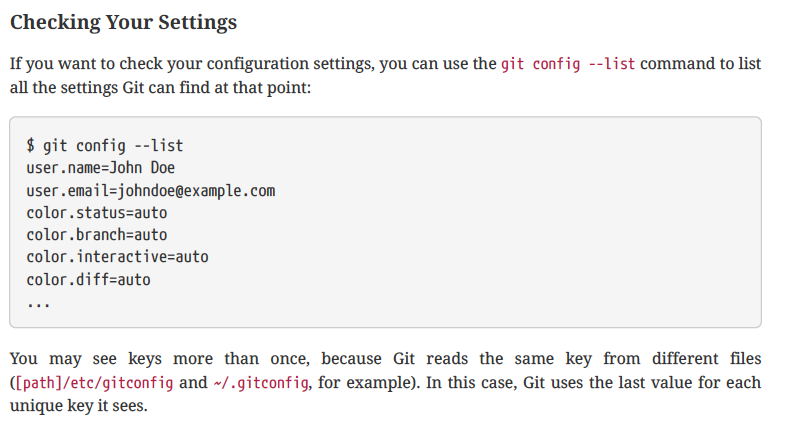 Checking Your Settings
If you want to check your configuration settings, you can use the git config --list command to list
all the settings Git can find at that point:
$ git config --list
user.name=John Doe
user.email=johndoe@example.com
color.status=auto
color.branch=auto
color.interactive=auto
color.diff=auto
...
You may see keys more than once, because Git reads the same key from different files
([path]/etc/gitconfig and ~/.gitconfig, for example). In this case, Git uses the last value for each
unique key it sees.